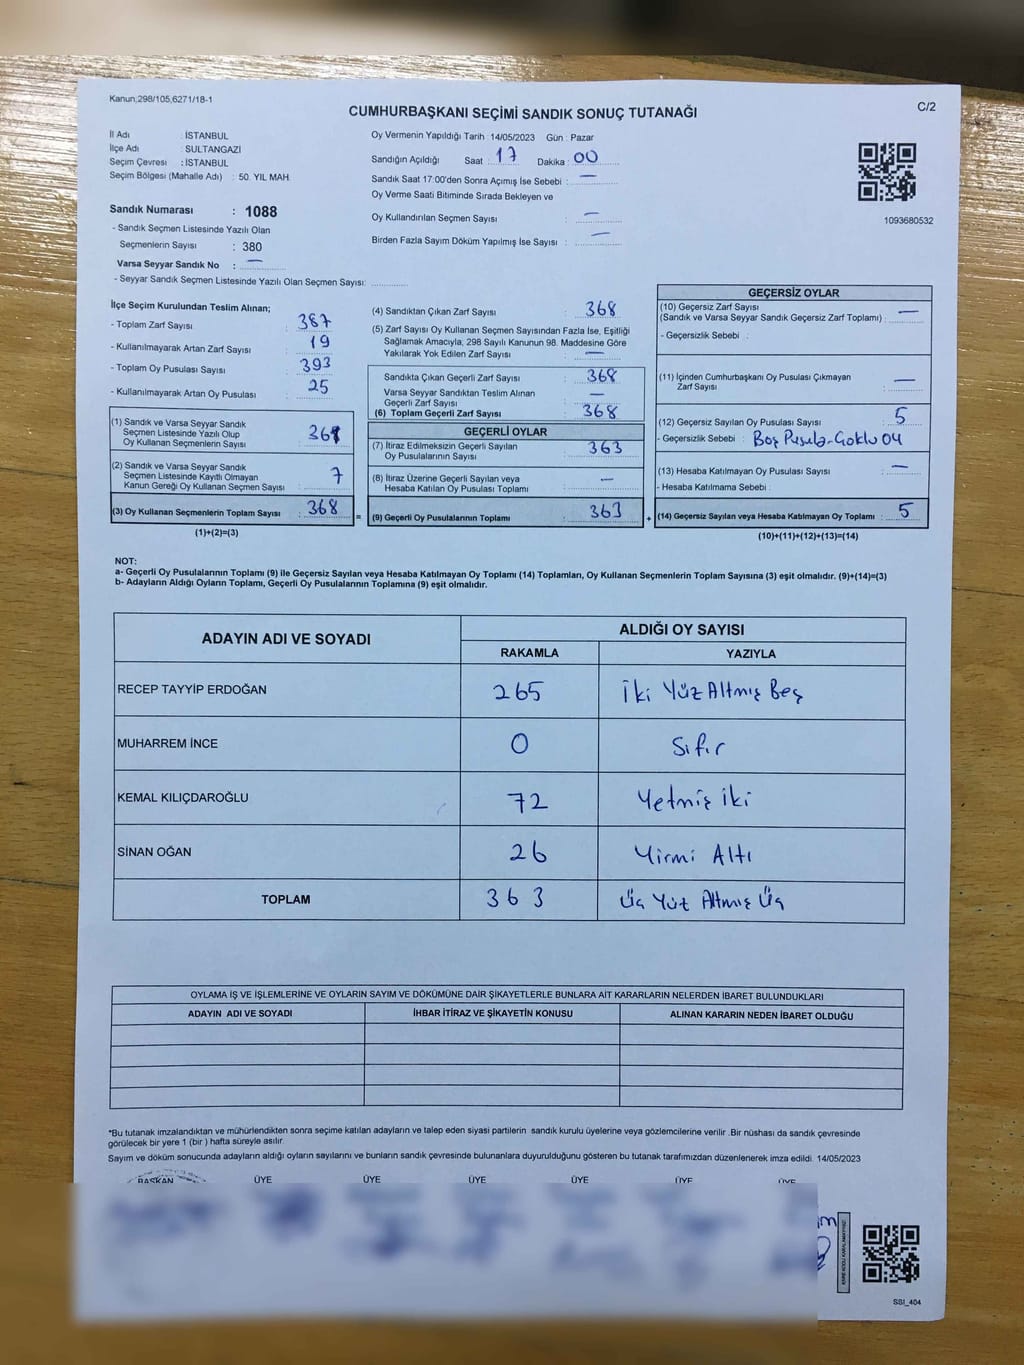 Kanun;298/105,6271/18-1
C/2
CUMHURBAŞKANI SEÇİMİ SANDIK SONUÇ TUTANAĞI
İl Adı : İSTANBUL
İlçe Adı : SULTANGAZİ
Seçim Çevresi : İSTANBUL
Seçim Bölgesi (Mahalle Adı) : 50. YIL MAH.
Sandık Numarası : 1088
- Sandık Seçmen Listesinde Yazılı Olan
Seçmenlerin Sayısı : 380
Varsa Seyyar Sandık No : —
- Seyyar Sandık Seçmen Listesinde Yazılı Olan Seçmen Sayısı:
Oy Vermenin Yapıldığı Tarih : 14/05/2023 Gün : Pazar
Sandığın Açıldığı Saat : 17 Dakika : 00
Sandık Saat 17:00'den Sonra Açımış İse Sebebi : —
Oy Verme Saati Bitiminde Sırada Bekleyen ve
Oy Kullandırılan Seçmen Sayısı : —
Birden Fazla Sayım Döküm Yapılmış İse Sayısı : —
1093680532
İlçe Seçim Kurulundan Teslim Alınan;
- Toplam Zarf Sayısı : 387
- Kullanılmayarak Artan Zarf Sayısı : 19
- Toplam Oy Pusulası Sayısı : 393
- Kullanılmayarak Artan Oy Pusulası : 25
(1) Sandık ve Varsa Seyyar Sandık
Seçmen Listesinde Yazılı Olup
Oy Kullanan Seçmenlerin Sayısı :
(2) Sandık ve Varsa Seyyar Sandık
Seçmen Listesinde Kayıtlı Olmayan
Kanun Gereği Oy Kullanan Seçmen Sayısı : 7
(3) Oy Kullanan Seçmenlerin Toplam Sayısı : 368
(1)+(2)=(3)
(4) Sandıktan Çıkan Zarf Sayısı : 368
(5) Zarf Sayısı Oy Kullanan Seçmen Sayısından Fazla İse, Eşitliği
Sağlamak Amacıyla, 298 Sayılı Kanunun 98. Maddesine Göre
Yakılarak Yok Edilen Zarf Sayısı : —
Sandıkta Çıkan Geçerli Zarf Sayısı : 368
Varsa Seyyar Sandıktan Teslim Alınan
Geçerli Zarf Sayısı : —
(6) Toplam Geçerli Zarf Sayısı : 368
GEÇERLİ OYLAR
(7) İtiraz Edilmeksizin Geçerli Sayılan
Oy Pusulalarının Sayısı : 363
(8) İtiraz Üzerine Geçerli Sayılan veya
Hesaba Katılan Oy Pusulası Toplamı : —
= (9) Geçerli Oy Pusulalarının Toplamı : 363
GEÇERSİZ OYLAR
(10) Geçersiz Zarf Sayısı
(Sandık ve Varsa Seyyar Sandık Geçersiz Zarf Toplamı) : —
- Geçersizlik Sebebi :
(11) İçinden Cumhurbaşkanı Oy Pusulası Çıkmayan
Zarf Sayısı : —
(12) Geçersiz Sayılan Oy Pusulası Sayısı : 5
- Geçersizlik Sebebi : Boş Pusula-Çoklu Oy
(13) Hesaba Katılmayan Oy Pusulası Sayısı : —
- Hesaba Katılmama Sebebi :
+ (14) Geçersiz Sayılan veya Hesaba Katılmayan Oy Toplamı : 5
(10)+(11)+(12)+(13)=(14)
NOT:
a- Geçerli Oy Pusulalarının Toplamı (9) ile Geçersiz Sayılan veya Hesaba Katılmayan Oy Toplamı (14) Toplamları, Oy Kullanan Seçmenlerin Toplam Sayısına (3) eşit olmalıdır. (9)+(14)=(3)
b- Adayların Aldığı Oyların Toplamı, Geçerli Oy Pusulalarının Toplamına (9) eşit olmalıdır.
ADAYIN ADI VE SOYADI
ALDIĞI OY SAYISI
RAKAMLA YAZIYLA
RECEP TAYYİP ERDOĞAN 265 İki Yüz Altmış Beş
MUHARREM İNCE 0 Sıfır
KEMAL KILIÇDAROĞLU 72 Yetmiş iki
SİNAN OĞAN 26 Yirmi Altı
TOPLAM 363 Üç Yüz Altmış Üç
OYLAMA İŞ VE İŞLEMLERİNE VE OYLARIN SAYIM VE DÖKÜMÜNE DAİR ŞİKAYETLERLE BUNLARA AİT KARARLARIN NELERDEN İBARET BULUNDUKLARI
ADAYIN ADI VE SOYADI İHBAR İTİRAZ VE ŞİKAYETİN KONUSU ALINAN KARARIN NEDEN İBARET OLDUĞU
*Bu tutanak imzalandıktan ve mühürlendikten sonra seçime katılan adayların ve talep eden siyasi partilerin sandık kurulu üyelerine veya gözlemcilerine verilir .Bir nüshası da sandık çevresinde
görülecek bir yere 1 (bir ) hafta süreyle asılır.
Sayım ve döküm sonucunda adayların aldığı oyların sayılarını ve bunların sandık çevresinde bulunanlara duyurulduğunu gösteren bu tutanak tarafımızdan düzenlenerek imza edildi. 14/05/2023
BAŞKAN ÜYE ÜYE ÜYE ÜYE ÜYE ÜYE
SSI_404